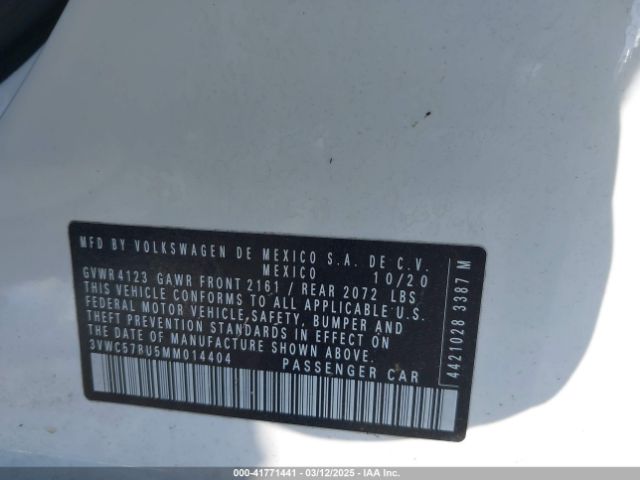 MFD BY VOLKSWAGEN DE MEXICO S.A. DE C.V.
MEXICO 10/20
GVWR 4123 GAWR FRONT 2161 / REAR 2072 LBS
THIS VEHICLE CONFORMS TO ALL APPLICABLE U.S.
FEDERAL MOTOR VEHICLE, SAFETY, BUMPER AND
THEFT PREVENTION STANDARDS IN EFFECT ON
THE DATE OF MANUFACTURE SHOWN ABOVE.
3VWC57BU5MM014404 PASSENGER CAR
4421028 3387 M
000-41771441 - 03/12/2025 - IAA Inc.